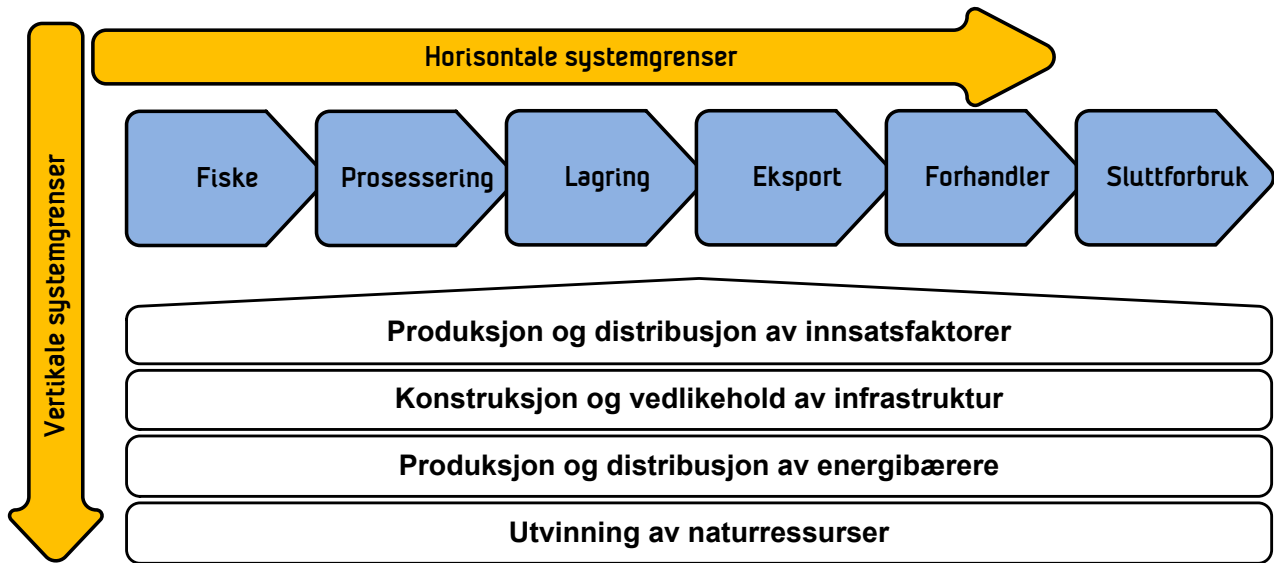 Horisontale systemgrenser
Vertikale systemgrenser
Fiske
Prosessering
Lagring
Eksport
Forhandler
Sluttforbruk
Produksjon og distribusjon av innsatsfaktorer
Konstruksjon og vedlikehold av infrastruktur
Produksjon og distribusjon av energibærere
Utvinning av naturressurser